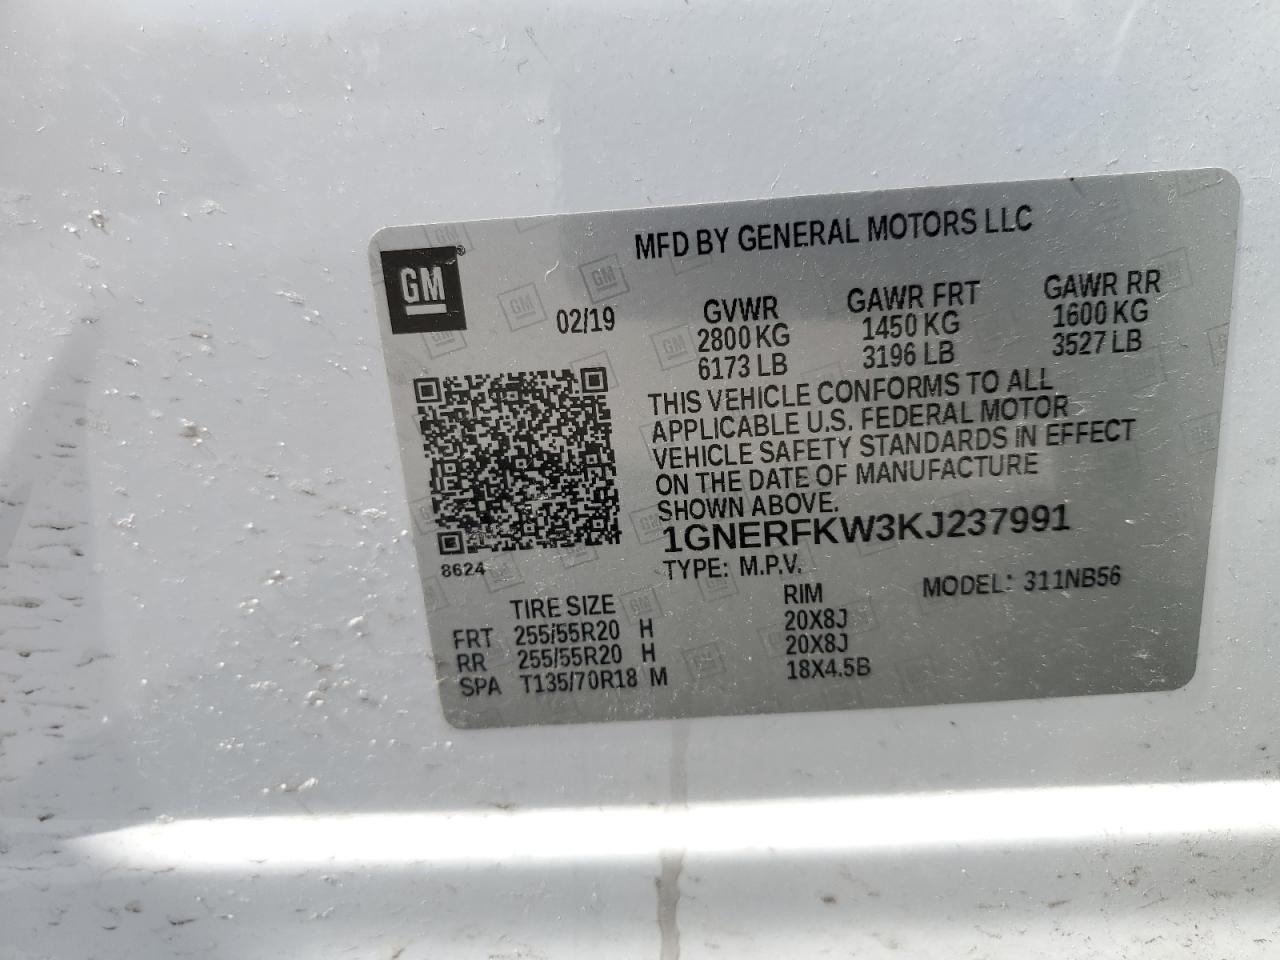 MFD BY GENERAL MOTORS LLC
GM
02/19
GVWR GAWR FRT GAWR RR
2800 KG 1450 KG 1600 KG
6173 LB 3196 LB 3527 LB
THIS VEHICLE CONFORMS TO ALL
APPLICABLE U.S. FEDERAL MOTOR
VEHICLE SAFETY STANDARDS IN EFFECT
ON THE DATE OF MANUFACTURE
SHOWN ABOVE.
1GNERFKW3KJ237991
8624
TYPE: M.P.V.
MODEL: 311NB56
TIRE SIZE RIM
FRT 255/55R20 H 20X8J
RR 255/55R20 H 20X8J
SPA T135/70R18 M 18X4.5B